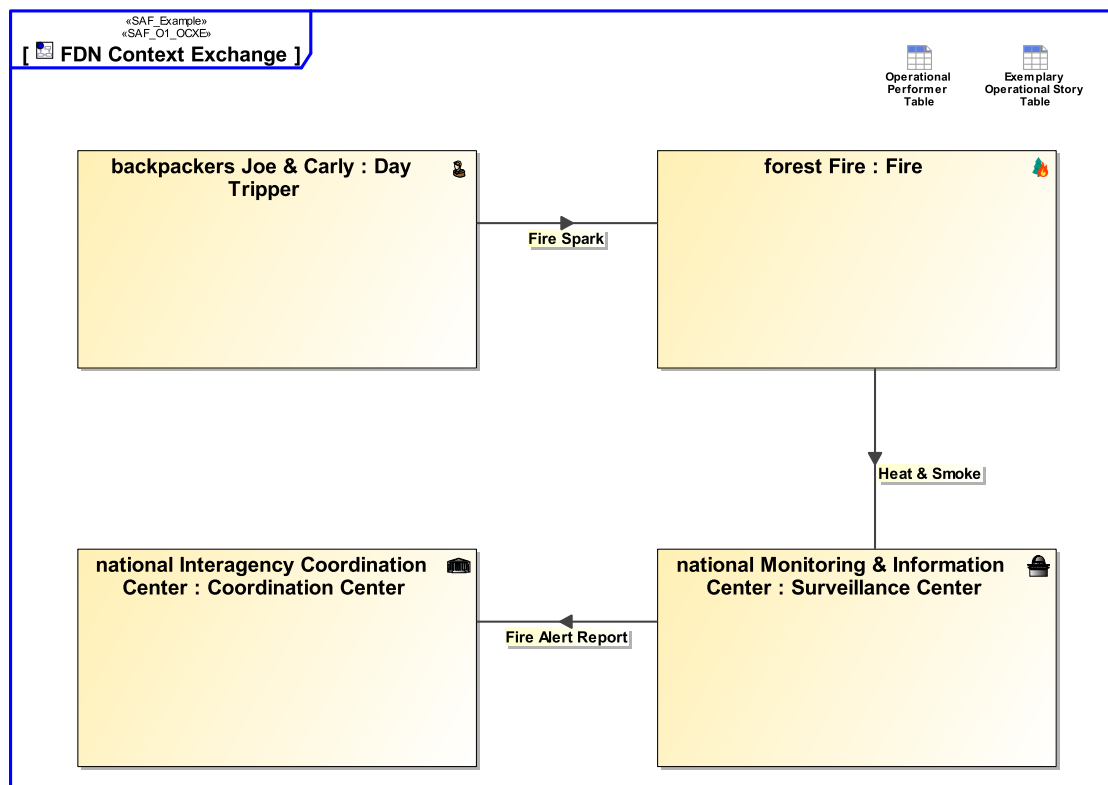 «SAF_Example»
«SAF_O1_OCXE»
[ FDN Context Exchange ]
Operational
Performer
Table
Exemplary
Operational Story
Table
backpackers Joe & Carly : Day
Tripper
forest Fire : Fire
Fire Spark
Heat & Smoke
national Interagency Coordination
Center : Coordination Center
national Monitoring & Information
Center : Surveillance Center
Fire Alert Report